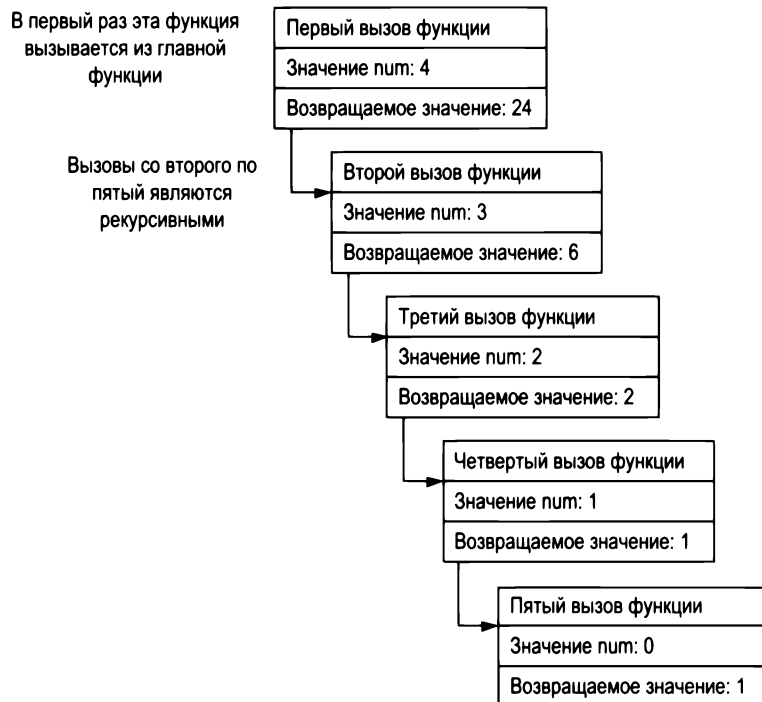 В первый раз эта функция
вызывается из главной
функции
Первый вызов функции
Значение num: 4
Возвращаемое значение: 24
Вызовы со второго по
пятый являются
рекурсивными
Второй вызов функции
Значение num: 3
Возвращаемое значение: 6
Третий вызов функции
Значение num: 2
Возвращаемое значение: 2
Четвертый вызов функции
Значение num: 1
Возвращаемое значение: 1
Пятый вызов функции
Значение num: 0
Возвращаемое значение: 1